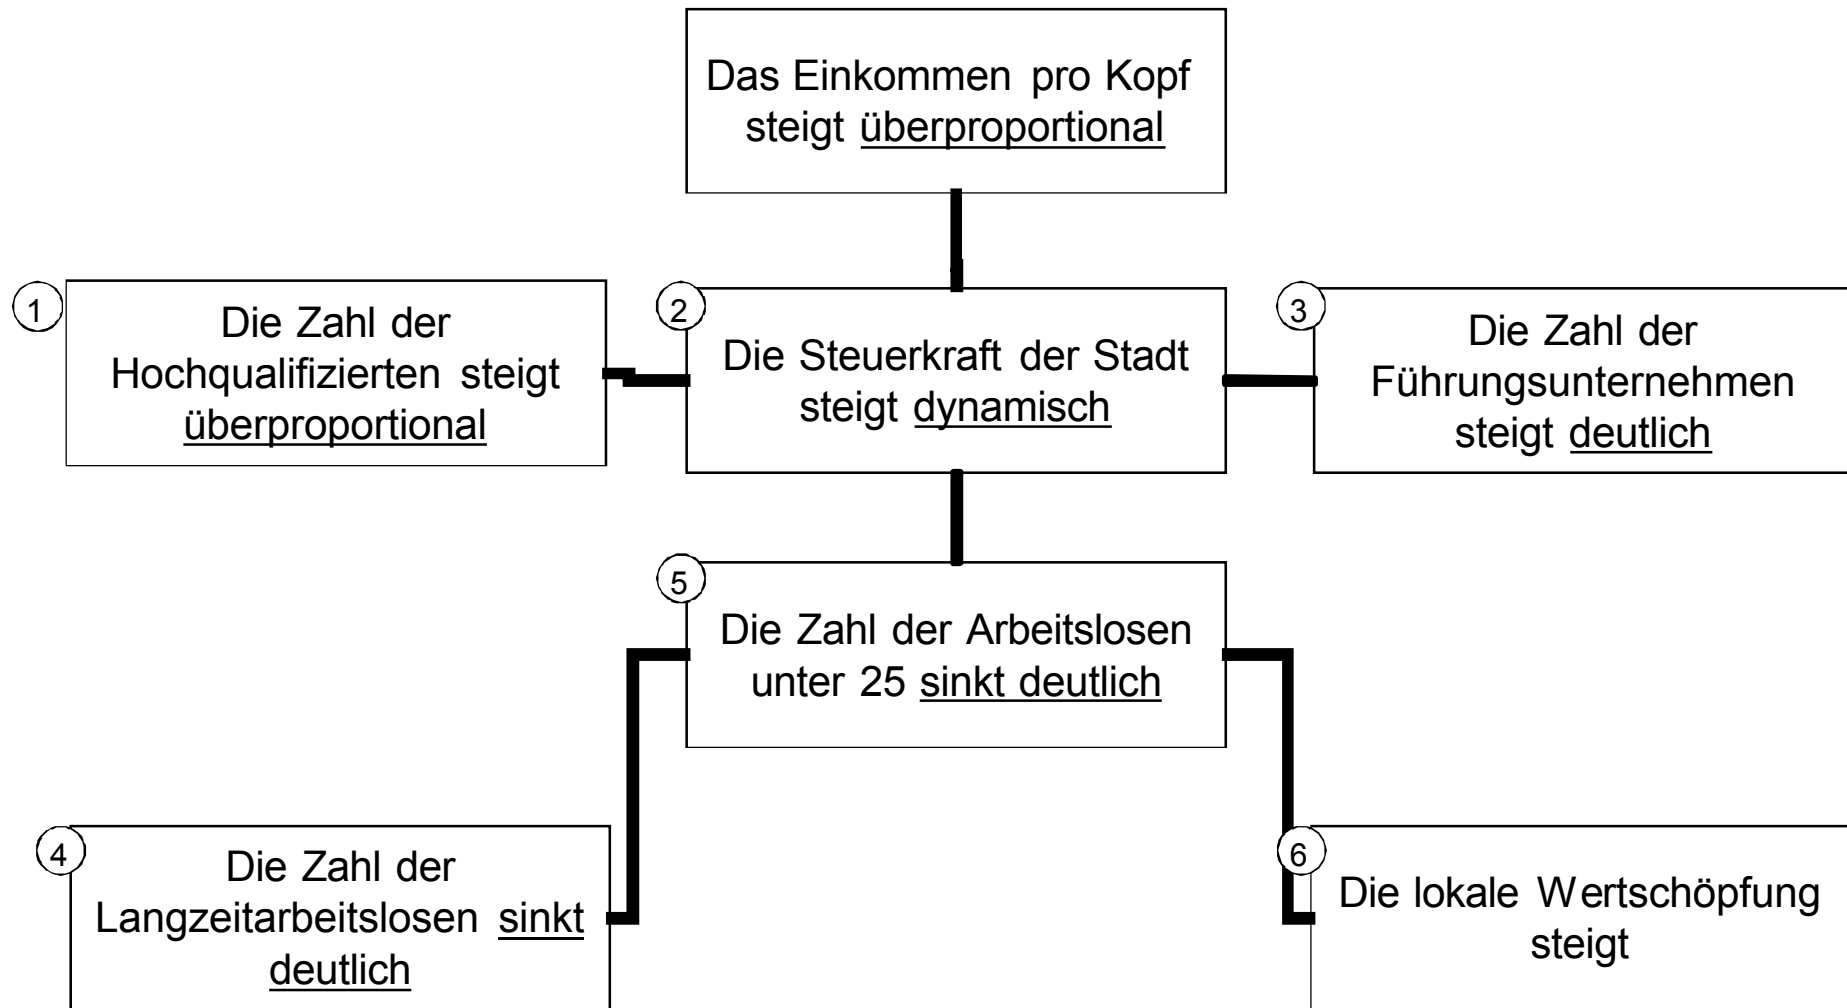 Das Einkommen pro Kopf
steigt überproportional
1
Die Zahl der
Hochqualifizierten steigt
überproportional
2
Die Steuerkraft der Stadt
steigt dynamisch
3
Die Zahl der
Führungsunternehmen
steigt deutlich
5
Die Zahl der Arbeitslosen
unter 25 sinkt deutlich
4
Die Zahl der
Langzeitarbeitslosen sinkt
deutlich
6
Die lokale Wertschöpfung
steigt